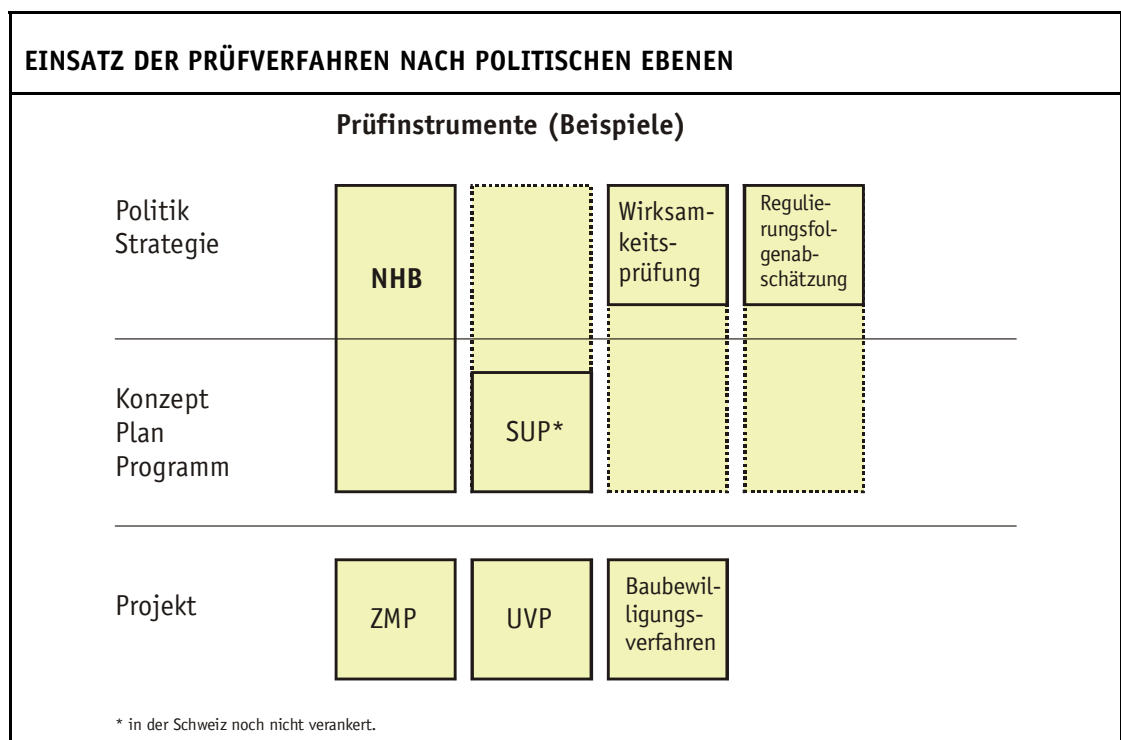 EINSATZ DER PRÜFVERFAHREN NACH POLITISCHEN EBENEN
Prüfinstrumente (Beispiele)
Politik
Strategie
NHB
Wirksam-
keits-
prüfung
Regulie-
rungsfol-
genab-
schätzung
Konzept
Plan
Programm
SUP*
Projekt
ZMP
UVP
Baubewil-
ligungs-
verfahren
* in der Schweiz noch nicht verankert.